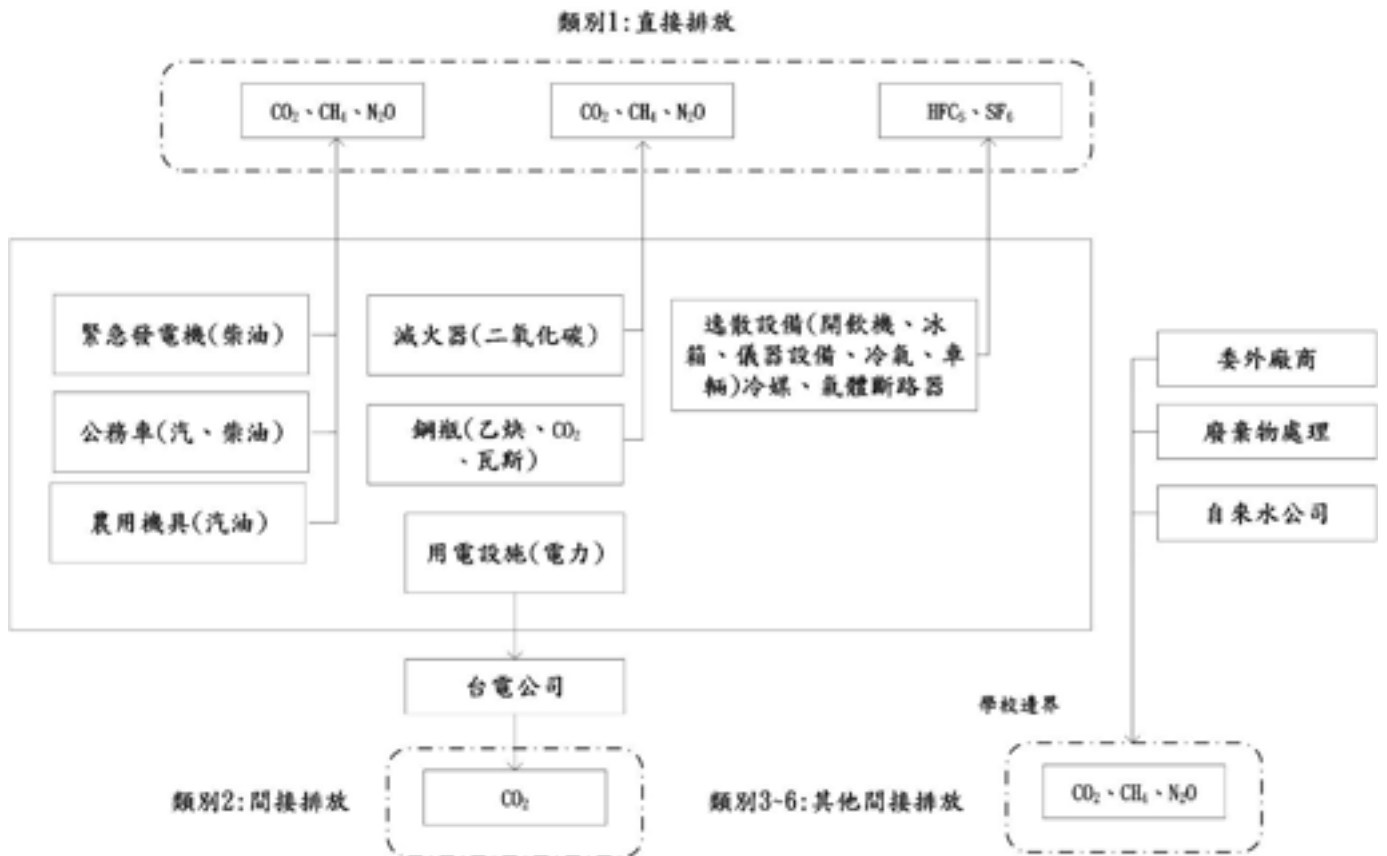 類別1:直接排放
CO₂、CH₄、N₂O
CO₂、CH₄、N₂O
HFC₅、SF₆
緊急發電機(柴油)
公務車(汽、柴油)
農用機具(汽油)
滅火器(二氧化碳)
鋼瓶(乙炔、CO₂
、瓦斯)
逸散設備(開飲機、冰
箱、儀器設備、冷氣、車
輛)冷媒、氣體斷路器
用電設施(電力)
委外廠商
廢棄物處理
自來水公司
台電公司
學校邊界
類別2:間接排放
CO₂
類別3~6:其他間接排放
CO₂、CH₄、N₂O